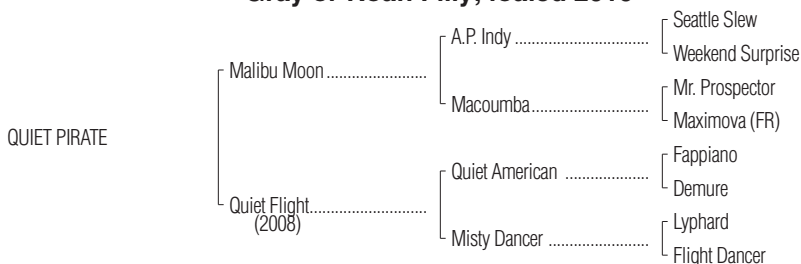 Seattle Slew
A.P. Indy
Weekend Surprise
Malibu Moon
Mr. Prospector
Macoumba
Maximova (FR)
QUIET PIRATE
Fappiano
Quiet American
Demure
Quiet Flight
(2008)
Lyphard
Misty Dancer
Flight Dancer